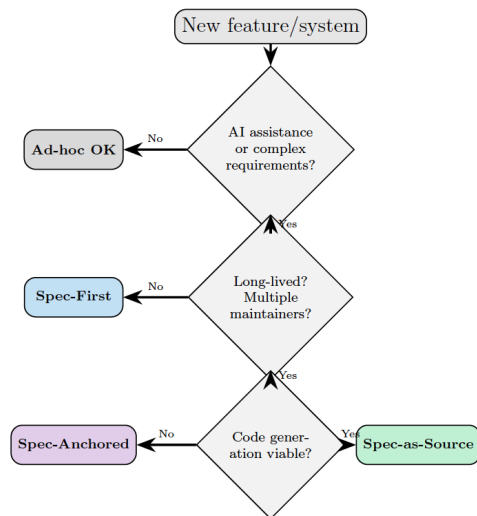 New feature/system
AI assistance
or complex
requirements?
No
Ad-hoc OK
Yes
Long-lived?
Multiple
maintainers?
No
Spec-First
Yes
Code gener-
ation viable?
No
Spec-Anchored
Yes
Spec-as-Source